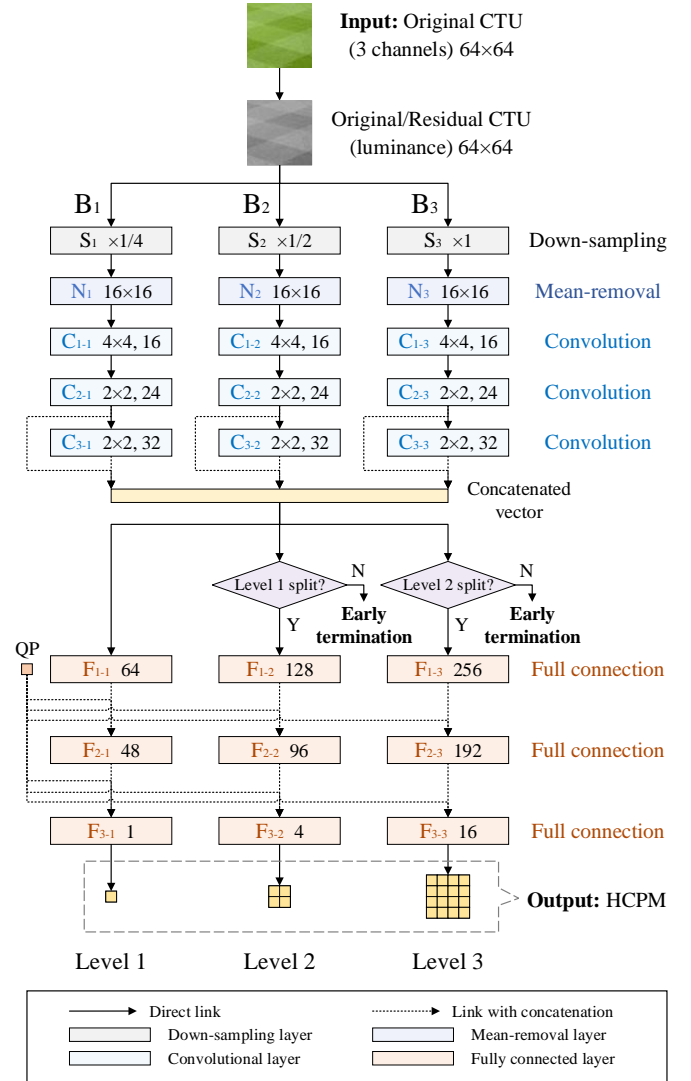 Input: Original CTU
(3 channels) 64×64
Original/Residual CTU
(luminance) 64×64
B1 B2 B3
S1 ×1/4 S2 ×1/2 S3 ×1 Down-sampling
N1 16×16 N2 16×16 N3 16×16 Mean-removal
C1-1 4×4, 16 C1-2 4×4, 16 C1-3 4×4, 16 Convolution
C2-1 2×2, 24 C2-2 2×2, 24 C2-3 2×2, 24 Convolution
C3-1 2×2, 32 C3-2 2×2, 32 C3-3 2×2, 32 Convolution
Concatenated
vector
Level 1 split? N Level 2 split? N
Y Early
termination Y Early
termination
QP
F1-1 64 F1-2 128 F1-3 256 Full connection
F2-1 48 F2-2 96 F2-3 192 Full connection
F3-1 1 F3-2 4 F3-3 16 Full connection
Output: HCPM
Level 1 Level 2 Level 3
Direct link Link with concatenation
Down-sampling layer Mean-removal layer
Convolutional layer Fully connected layer